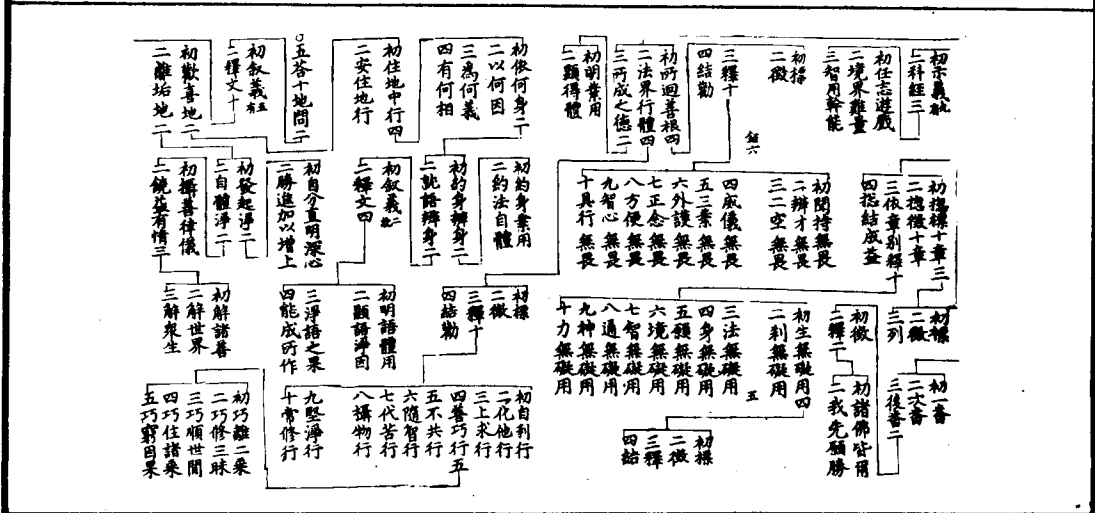 初示義
二科経三
初任志遊戲
二境界難量
三智用幹能
初標
二徵
三釋十
四結勸
初所迴善根四
二法界行體四
三所成之德二
初明業用
二顯得體
初依何身二
二以何因
三為何義
四有何相
初住地中行四
二安住地行
五荅十地問二
初叙義五
二釋文十
初歡喜地二
二離垢地二
初揔標十章三
二揔徵十章
三依章別釋十
四揔結成益
初聞持無畏
二辨才無畏
三二空無畏
四威儀無畏
五三業無畏
六外護無畏
七正念無畏
八方便無畏
九智心無畏
十具行無畏
初約身業用
二約法自體
初約身辨身二
二就語辨身二
初叙義二
二釋文四
初自分直明深心
二勝進加以增上
初發起淨二
二自體淨二
初攝善律儀
二饒益有情三
初標
二徵
三列
初徵
二釋二
初生無礙用四
二刹無礙用
三法無礙用
四身無礙用
五願無礙用
六境無礙用
七智無礙用
八通無礙用
九神無礙用
十力無礙用
初標
二徵
三釋十
四結勸
初明語體用
二顯語淨因
三淨語之果
四能成所作
初解諸善
二解世界
三解衆生
初一番
二次番
三後番二
初諸佛皆爾
二我先願勝
五
初標
二徵
三釋
四結
初自利行
二化他行
三上求行
四善巧行五
五不共行
六隨智行
七代苦行
八攝物行
九堅淨行
十常修行
初巧離二乘
二巧修三昧
三巧順世間
四巧住諸乘
五巧窮因果